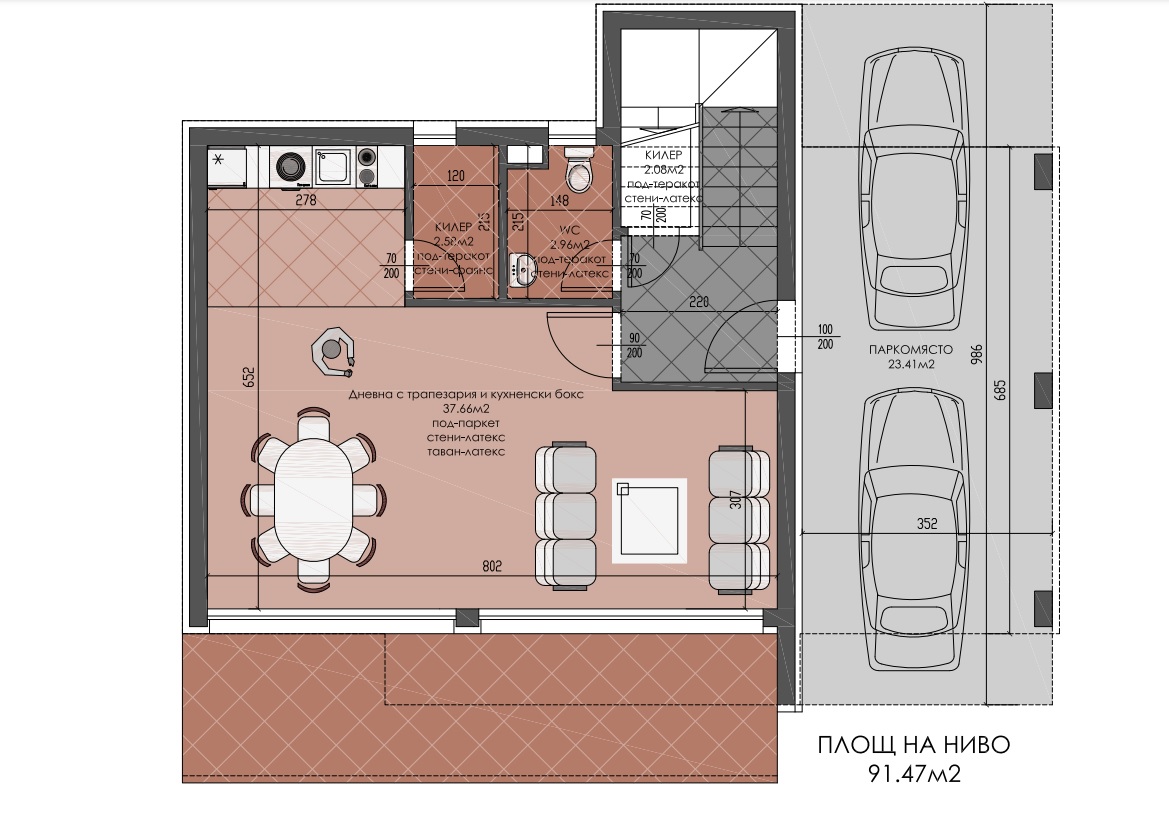 КИЛЕР
2.08м2
под-теракот
стени-латекс
70
200
120
278
215
КИЛЕР
2.58м2
под-теракот
стени-фаянс
70
200
148
215
WC
2.96м2
под-теракот
стени-латекс
70
200
220
90
200
100
200
ПАРКОМЯСТО
23.41м2
986
685
652
Дневна с трапезария и кухненски бокс
37.66м2
под-паркет
стени-латекс
таван-латекс
307
352
802
ПЛОЩ НА НИВО
91.47м2